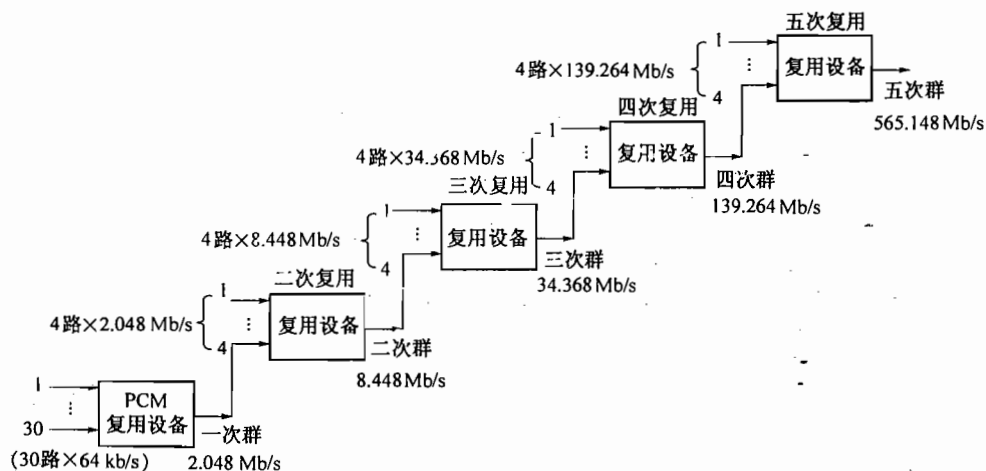 五次复用
1
4路×139.264 Mb/s
⋮
复用设备
4
五次群
565.148 Mb/s
四次复用
1
4路×34.368 Mb/s
⋮
复用设备
4
四次群
139.264 Mb/s
三次复用
1
4路×8.448 Mb/s
⋮
复用设备
4
三次群
34.368 Mb/s
二次复用
1
4路×2.048 Mb/s
⋮
复用设备
4
二次群
8.448 Mb/s
1
⋮
30
PCM
复用设备
一次群
(30路×64 kb/s)
2.048 Mb/s